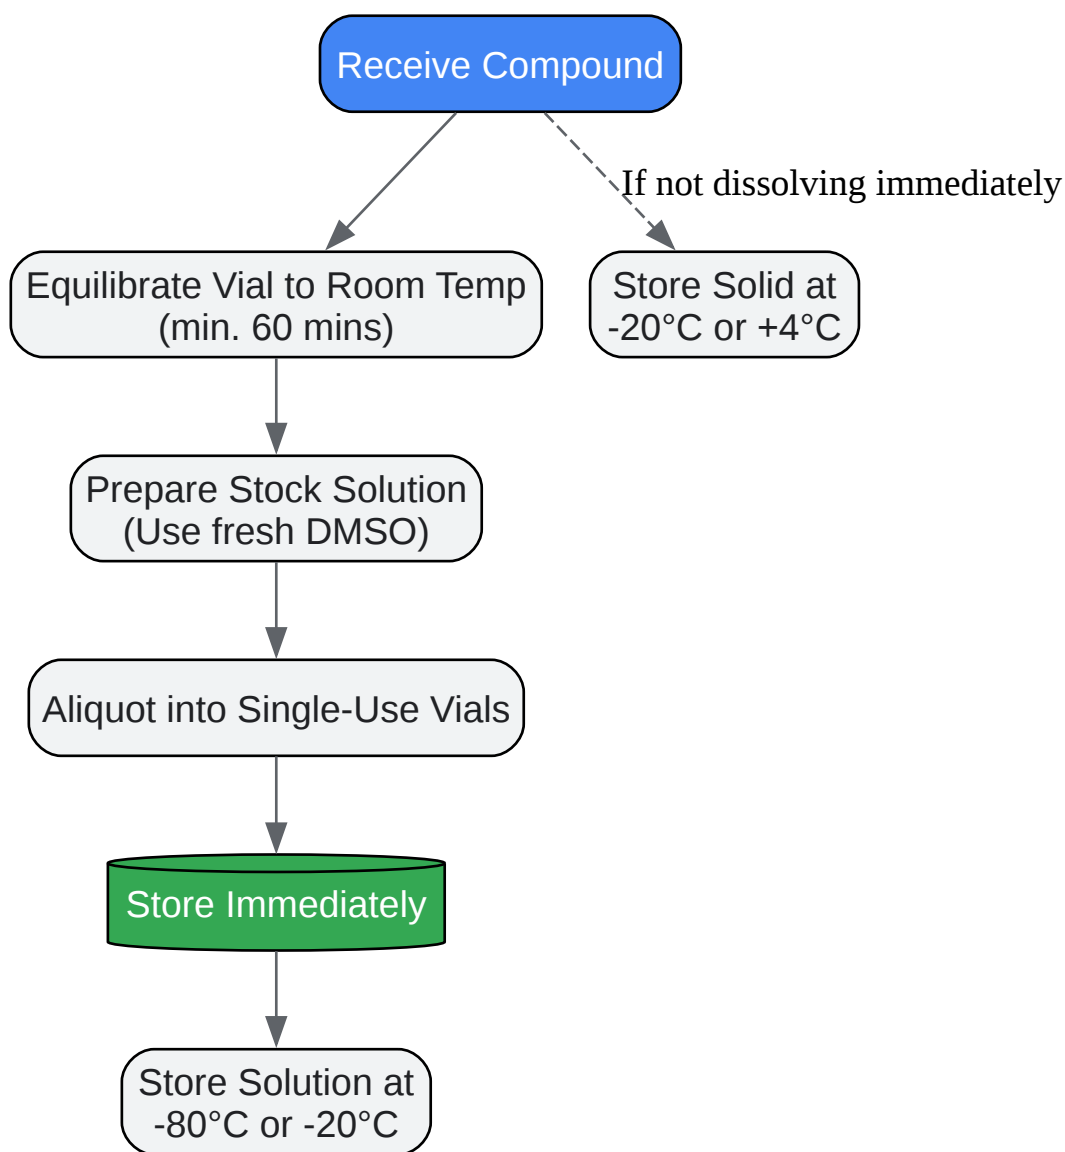 Receive Compound
If not dissolving immediately
Equilibrate Vial to Room Temp
(min. 60 mins)
Store Solid at
-20°C or +4°C
Prepare Stock Solution
(Use fresh DMSO)
Aliquot into Single-Use Vials
Store Immediately
Store Solution at
-80°C or -20°C